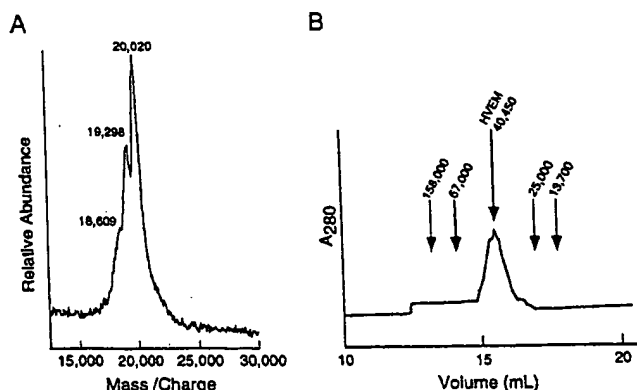 A
20,020
19,298
18,609
Relative Abundance
15,000 20,000 25,000 30,000
Mass /Charge
B
158,000
67,000
HVEM
40,450
25,000
13,700
A280
10 15 20
Volume (mL)